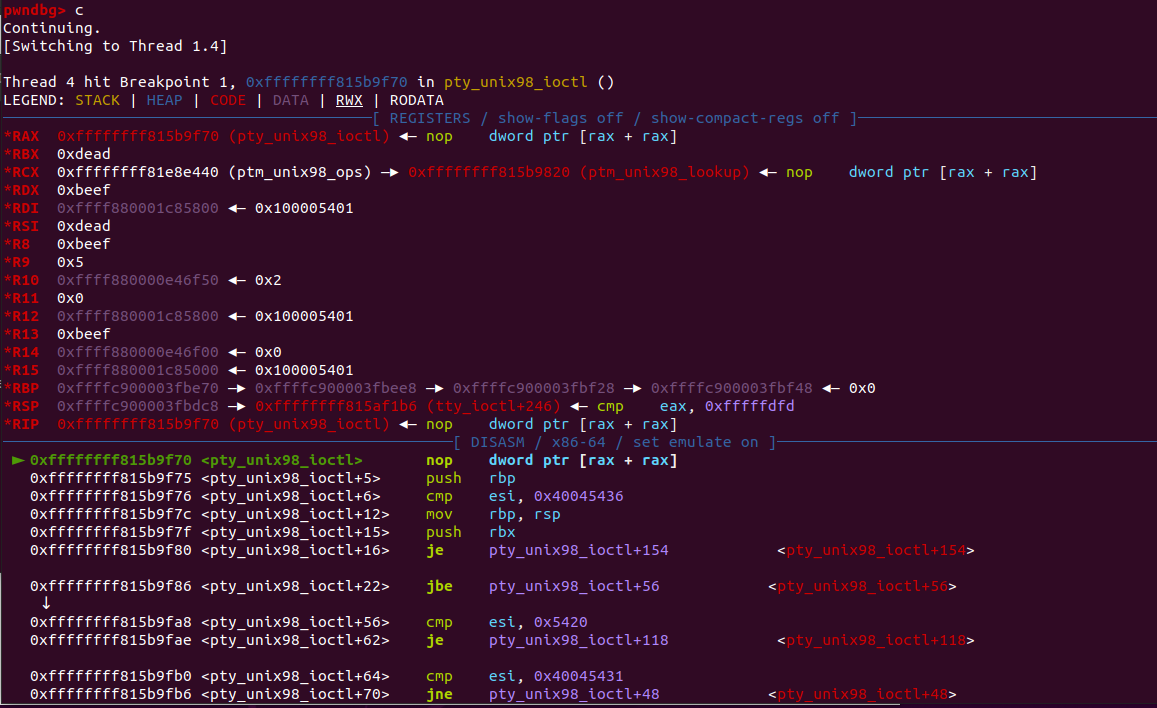 pwndbg> c
Continuing.
[Switching to Thread 1.4]
Thread 4 hit Breakpoint 1, 0xffffffff815b9f70 in pty_unix98_ioctl ()
LEGEND: STACK | HEAP | CODE | DATA | RWX | RODATA
[ REGISTERS / show-flags off / show-compact-regs off ]
*RAX 0xffffffff815b9f70 (pty_unix98_ioctl) ◂— nop dword ptr [rax + rax]
*RBX 0xdead
*RCX 0xffffffff81e8e440 (ptm_unix98_ops) —▸ 0xffffffff815b9820 (ptm_unix98_lookup) ◂— nop dword ptr [rax + rax]
*RDX 0xbeef
*RDI 0xffff880001c85800 ◂— 0x100005401
*RSI 0xdead
*R8 0xbeef
*R9 0x5
*R10 0xffff880000e46f50 ◂— 0x2
*R11 0x0
*R12 0xffff880001c85800 ◂— 0x100005401
*R13 0xbeef
*R14 0xffff880000e46f00 ◂— 0x0
*R15 0xffff880001c85000 ◂— 0x100005401
*RBP 0xffffc900003fbe70 —▸ 0xffffc900003fbee8 —▸ 0xffffc900003fbf28 —▸ 0xffffc900003fbf48 ◂— 0x0
*RSP 0xffffc900003fbdc8 —▸ 0xffffffff815af1b6 (tty_ioctl+246) ◂— cmp eax, 0xfffffdfd
*RIP 0xffffffff815b9f70 (pty_unix98_ioctl) ◂— nop dword ptr [rax + rax]
[ DISASM / x86-64 / set emulate on ]
► 0xffffffff815b9f70 <pty_unix98_ioctl> nop dword ptr [rax + rax]
0xffffffff815b9f75 <pty_unix98_ioctl+5> push rbp
0xffffffff815b9f76 <pty_unix98_ioctl+6> cmp esi, 0x40045436
0xffffffff815b9f7c <pty_unix98_ioctl+12> mov rbp, rsp
0xffffffff815b9f7f <pty_unix98_ioctl+15> push rbx
0xffffffff815b9f80 <pty_unix98_ioctl+16> je pty_unix98_ioctl+154 <pty_unix98_ioctl+154>
0xffffffff815b9f86 <pty_unix98_ioctl+22> jbe pty_unix98_ioctl+56 <pty_unix98_ioctl+56>
↓
0xffffffff815b9fa8 <pty_unix98_ioctl+56> cmp esi, 0x5420
0xffffffff815b9fae <pty_unix98_ioctl+62> je pty_unix98_ioctl+118 <pty_unix98_ioctl+118>
0xffffffff815b9fb0 <pty_unix98_ioctl+64> cmp esi, 0x40045431
0xffffffff815b9fb6 <pty_unix98_ioctl+70> jne pty_unix98_ioctl+48 <pty_unix98_ioctl+48>